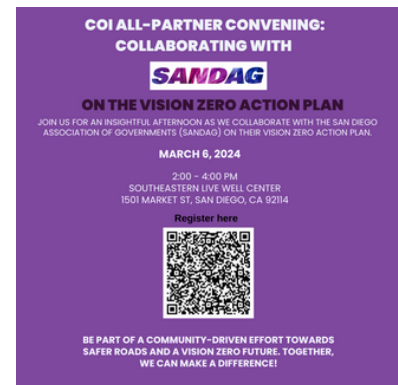 COI ALL-PARTNER CONVENING:
COLLABORATING WITH
SANDAG
ON THE VISION ZERO ACTION PLAN
JOIN US FOR AN INSIGHTFUL AFTERNOON AS WE COLLABORATE WITH THE SAN DIEGO
ASSOCIATION OF GOVERNMENTS (SANDAG) ON THEIR VISION ZERO ACTION PLAN.
MARCH 6, 2024
2:00 - 4:00 PM
SOUTHEASTERN LIVE WELL CENTER
1501 MARKET ST, SAN DIEGO, CA 92114
Register here
BE PART OF A COMMUNITY-DRIVEN EFFORT TOWARDS
SAFER ROADS AND A VISION ZERO FUTURE. TOGETHER,
WE CAN MAKE A DIFFERENCE!